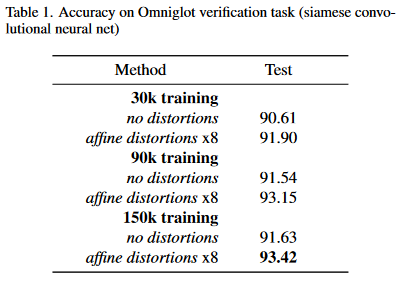 Table 1. Accuracy on Omniglot verification task (siamese convo-
lutional neural net)
Method Test
30k training
no distortions 90.61
affine distortions x8 91.90
90k training
no distortions 91.54
affine distortions x8 93.15
150k training
no distortions 91.63
affine distortions x8 93.42